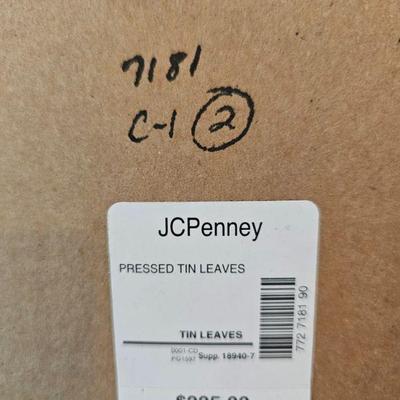 7181
C-1 2
JCPenney
PRESSED TIN LEAVES
TIN LEAVES
Supp. 18940-7
772 7181 90